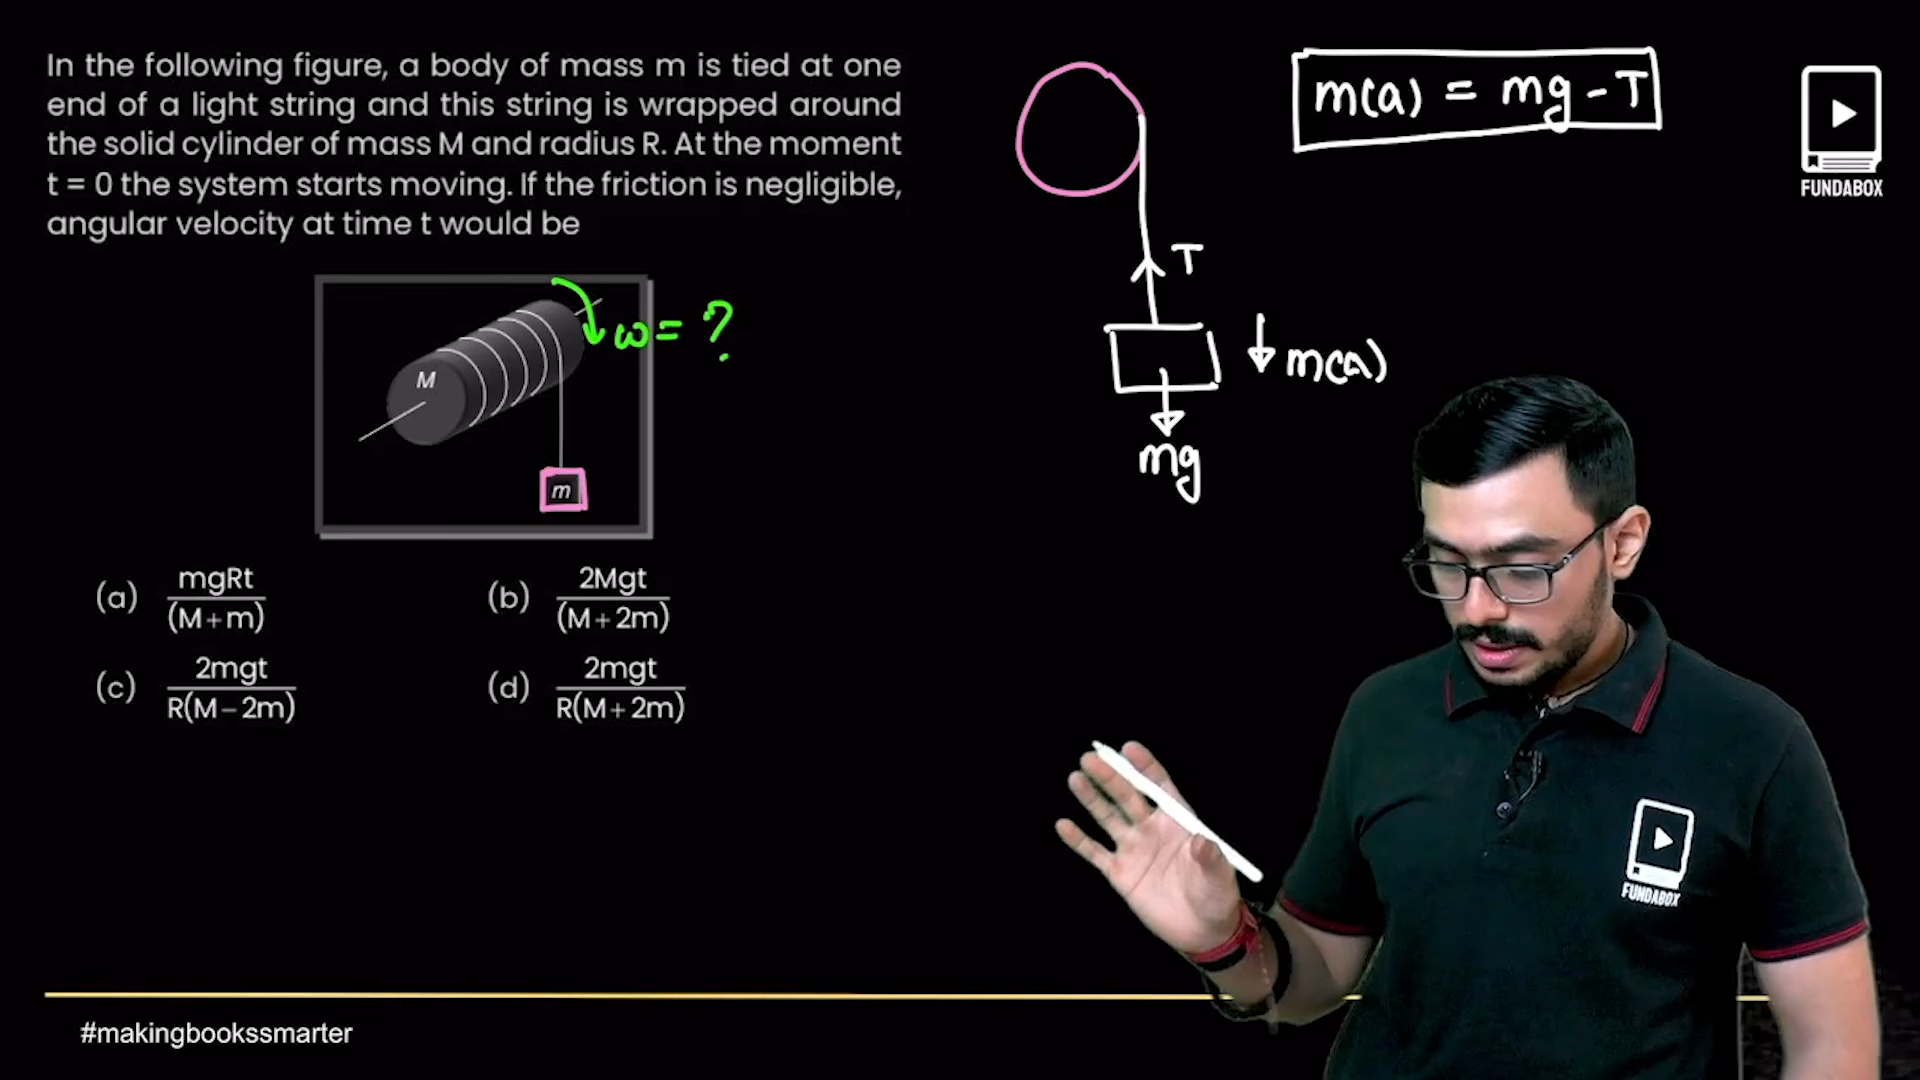 In the following figure, a body of mass m is tied at one
end of a light string and this string is wrapped around
the solid cylinder of mass M and radius R. At the moment
t = 0 the system starts moving. If the friction is negligible,
angular velocity at time t would be
M
m
ω = ?
(a) mgRt/(M+m)
(b) 2Mgt/(M+2m)
(c) 2mgt/R(M-2m)
(d) 2mgt/R(M+2m)
m(a) = mg - T
T
m(a)
mg
FUNDABOX
FUNDABOX
#makingbookssmarter